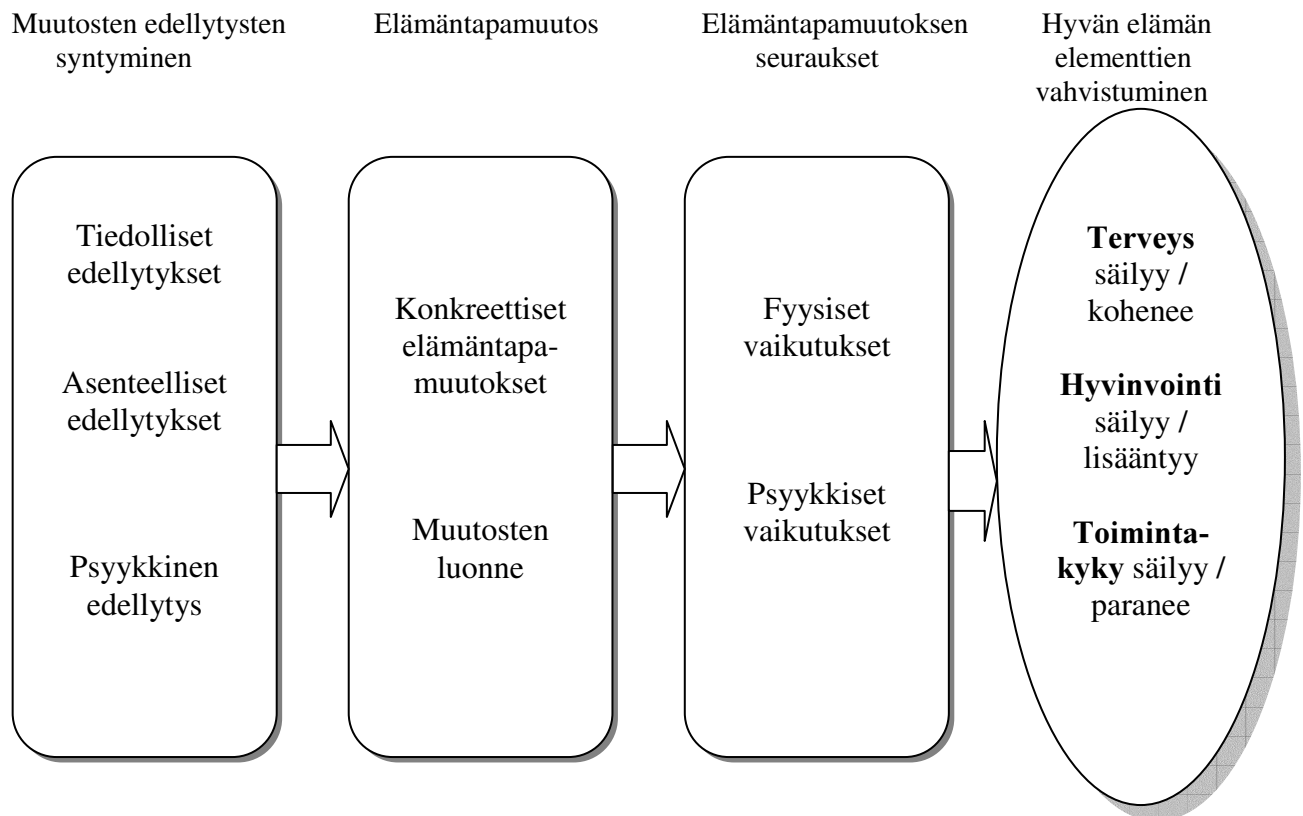 Muutosten edellytysten
syntyminen
Elämäntapamuutos
Elämäntapamuutoksen
seuraukset
Hyvän elämän
elementtien
vahvistuminen
Tiedolliset
edellytykset
Asenteelliset
edellytykset
Psyykkinen
edellytys
Konkreettiset
elämäntapa-
muutokset
Muutosten
luonne
Fyysiset
vaikutukset
Psyykkiset
vaikutukset
Terveys
säilyy /
kohenee
Hyvinvointi
säilyy /
lisääntyy
Toiminta-
kyky säilyy /
paranee